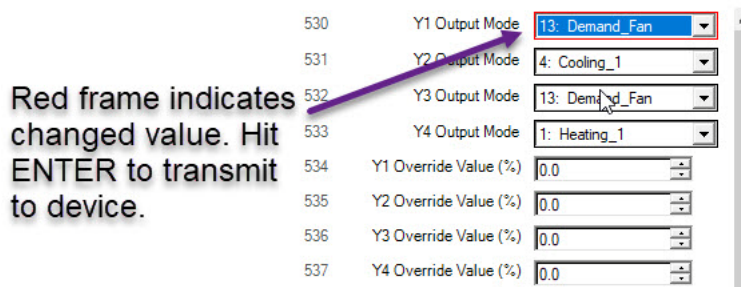 530 Y1 Output Mode 13: Demand_Fan
531 Y2 Output Mode 4: Cooling_1
532 Y3 Output Mode 13: Demand_Fan
533 Y4 Output Mode 1: Heating_1
534 Y1 Override Value (%) 0.0
535 Y2 Override Value (%) 0.0
536 Y3 Override Value (%) 0.0
537 Y4 Override Value (%) 0.0
Red frame indicates
changed value. Hit
ENTER to transmit
to device.